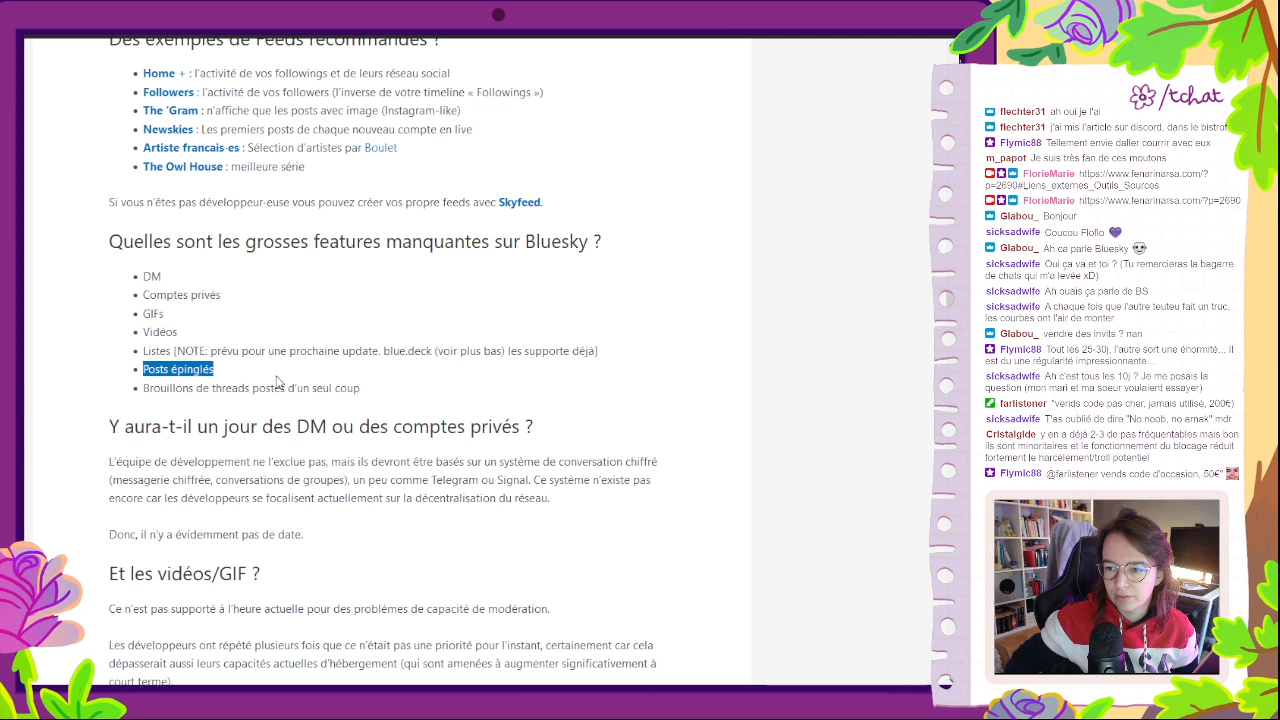 Des exemples de Feeds recommandés ?
Home + : l'activité de vos followings et de leurs réseau social
Followers : l'activité de vos followers (l'inverse de votre timeline « Followings »)
The 'Gram : n'affiche que les posts avec image (Instagram-like)
Newskies : Les premiers posts de chaque nouveau compte en live
Artiste francais·es : Sélection d'artistes par Boulet
The Owl House : meilleure série
Si vous n'êtes pas développeur·euse, vous pouvez créer vos propre feeds avec Skyfeed.
Quelles sont les grosses features manquantes sur Bluesky ?
DM
Comptes privés
GIFs
Vidéos
Listes [NOTE: prévu pour une prochaine update. blue.deck (voir plus bas) les supporte déjà]
Posts épinglés
Brouillons de threads postés d'un seul coup
Y aura-t-il un jour des DM ou des comptes privés ?
L'équipe de développement ne l'exclue pas, mais ils devront être basés sur un système de conversation chiffré
(messagerie chiffrée, conversations de groupes), un peu comme Telegram ou Signal. Ce système n'existe pas
encore car les développeurs se focalisent actuellement sur la décentralisation du réseau.
Donc, il n'y a évidemment pas de date.
Et les vidéos/GIF ?
Ce n'est pas supporté à l'heure actuelle pour des problèmes de capacité de modération.
Les développeurs ont répété plusieurs fois que ce n'était pas une priorité pour l'instant, certainement car cela
dépasserait aussi leurs capacités actuelles d'hébergement (qui sont amenées à augmenter significativement à
court terme).
/tchat
flechter31 ah oui je l'ai
flechter31 j'ai mis l'article sur discord, dans le bistrot
Flymic88 Tellement envie daller courrir avec eux
m_papot Je suis très fan de ces moutons
FlorieMarie https://www.fenarinarsa.com/?
p=2690#Liens_externes_Outils_Sources
FlorieMarie https://www.fenarinarsa.com/?p=2690
Glabou_ Bonjour
sicksadwife Coucou Floflo
Glabou_ Ah ca parle Bluesky
sicksadwife Oui ça va et toi ? (Tu remercieras la bagarre
de chats qui m'a levée xD)
sicksadwife Ah ouais ça parle de BS
sicksadwife A chaque fois que l'autre teuteu fait un truc,
les courbes ont l'air de monter
Glabou_ vendre des invits ? nan
Flymic88 Tout les 25-30j, l'autre sort une énormité... Il
est du une régularité impressionnante...
sicksadwife Ah c'est tous les 10j ? Je me posais la
question (mon mari et ma soeur voulaient essayer)
farlistener "vends code pas cher, jamais utilisé, 200€)
sicksadwife T'as oublié de dire "No noob, no arnak" mdr
Cristalgide y en a déjà 2-3 de pas fréquentables mais bon
ils sont minoritaires et le fonctionnement du blocage réduit
fortement le harcèlement/troll potentiel
Flymic88 @farlistener vends code d'occasion, 50€"